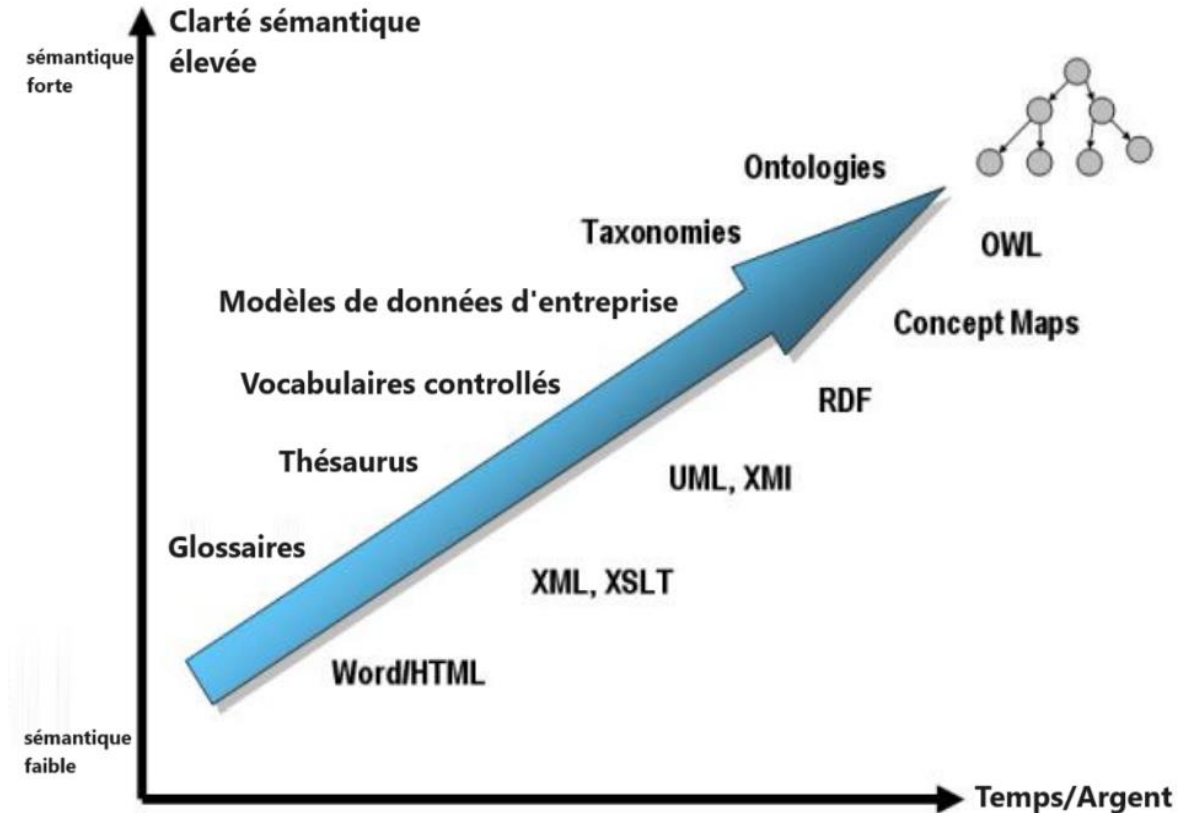 Clarté sémantique
élevée
sémantique
forte
Ontologies
Taxonomies
OWL
Modèles de données d'entreprise
Concept Maps
Vocabulaires controllés
RDF
Thésaurus
UML, XMI
Glossaires
XML, XSLT
Word/HTML
sémantique
faible
Temps/Argent